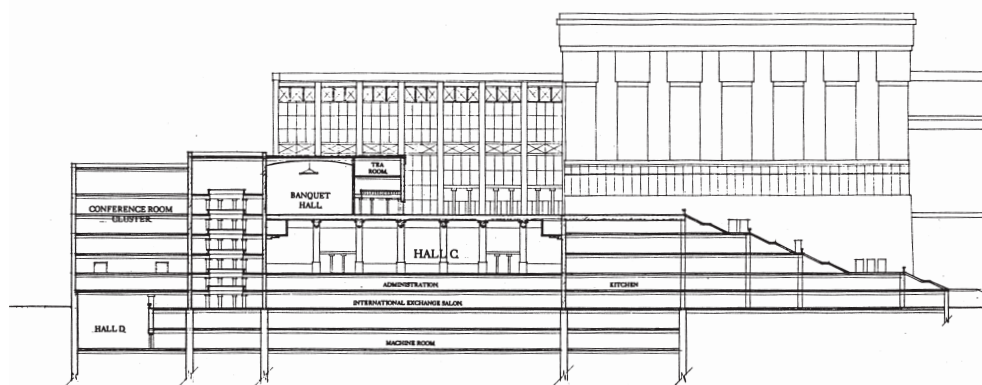 TEA
ROOM
BANQUET
HALL
CONFERENCE ROOM
CLUSTER
HALL C.
ADMINISTRATION
KITCHEN
INTERNATIONAL EXCHANGE SALON
HALL D.
MACHINE ROOM